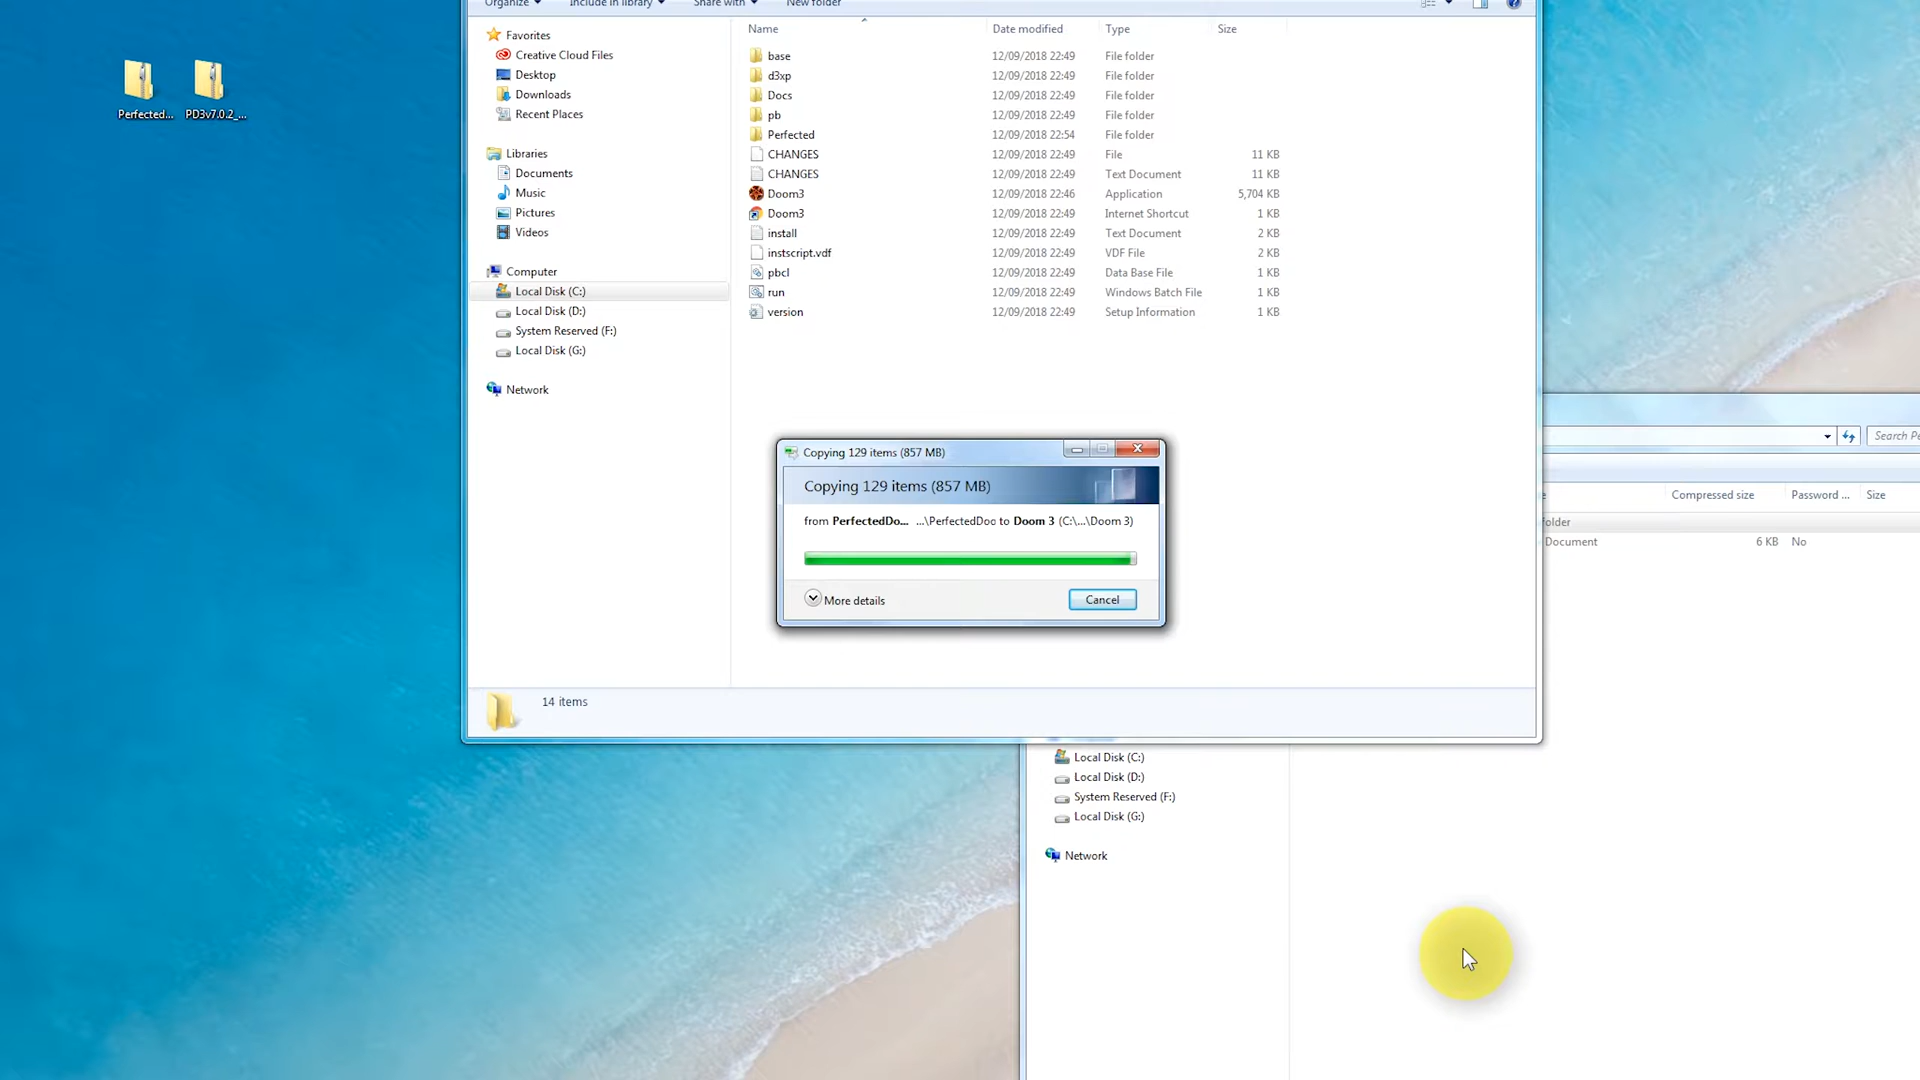 Organize Include in library Share with New folder
Perfected... PD3v7.0.2_...
Favorites
Creative Cloud Files
Desktop
Downloads
Recent Places
Libraries
Documents
Music
Pictures
Videos
Computer
Local Disk (C:)
Local Disk (D:)
System Reserved (F:)
Local Disk (G:)
Network
Name Date modified Type Size
base 12/09/2018 22:49 File folder
d3xp 12/09/2018 22:49 File folder
Docs 12/09/2018 22:49 File folder
pb 12/09/2018 22:49 File folder
Perfected 12/09/2018 22:54 File folder
CHANGES 12/09/2018 22:49 File 11 KB
CHANGES 12/09/2018 22:49 Text Document 11 KB
Doom3 12/09/2018 22:46 Application 5,704 KB
Doom3 12/09/2018 22:49 Internet Shortcut 1 KB
install 12/09/2018 22:49 Text Document 2 KB
instscript.vdf 12/09/2018 22:49 VDF File 2 KB
pbcl 12/09/2018 22:49 Data Base File 1 KB
run 12/09/2018 22:49 Windows Batch File 1 KB
version 12/09/2018 22:49 Setup Information 1 KB
Copying 129 items (857 MB)
Copying 129 items (857 MB)
from PerfectedDo... ...\PerfectedDoo to Doom 3 (C:\...\Doom 3)
More details Cancel
14 items
Search Pe
Compressed size Password ... Size
folder
Document 6 KB No
Local Disk (C:)
Local Disk (D:)
System Reserved (F:)
Local Disk (G:)
Network